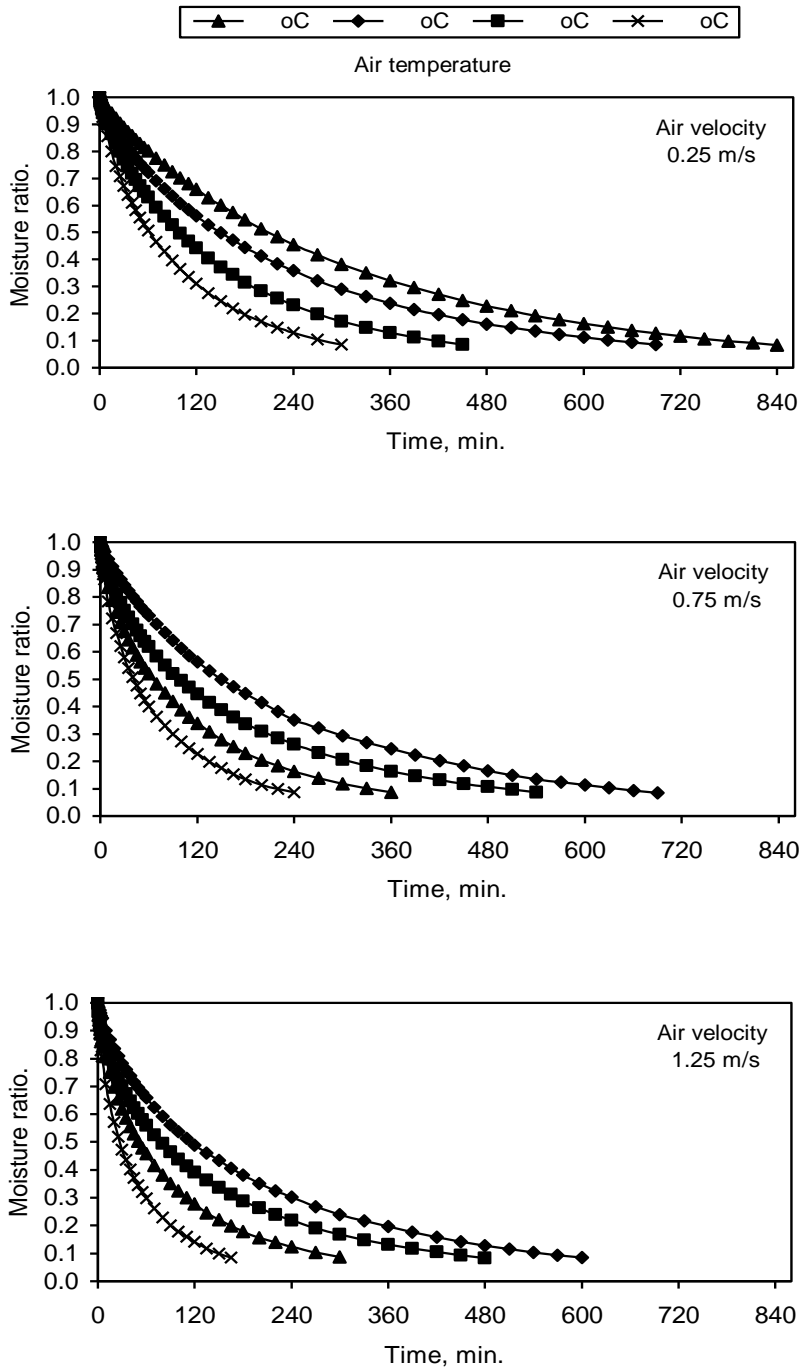 oC oC oC oC
Air temperature
Air velocity
0.25 m/s
Moisture ratio.
1.0
0.9
0.8
0.7
0.6
0.5
0.4
0.3
0.2
0.1
0.0
0 120 240 360 480 600 720 840
Time, min.
Air velocity
0.75 m/s
Moisture ratio.
1.0
0.9
0.8
0.7
0.6
0.5
0.4
0.3
0.2
0.1
0.0
0 120 240 360 480 600 720 840
Time, min.
Air velocity
1.25 m/s
Moisture ratio.
1.0
0.9
0.8
0.7
0.6
0.5
0.4
0.3
0.2
0.1
0.0
0 120 240 360 480 600 720 840
Time, min.